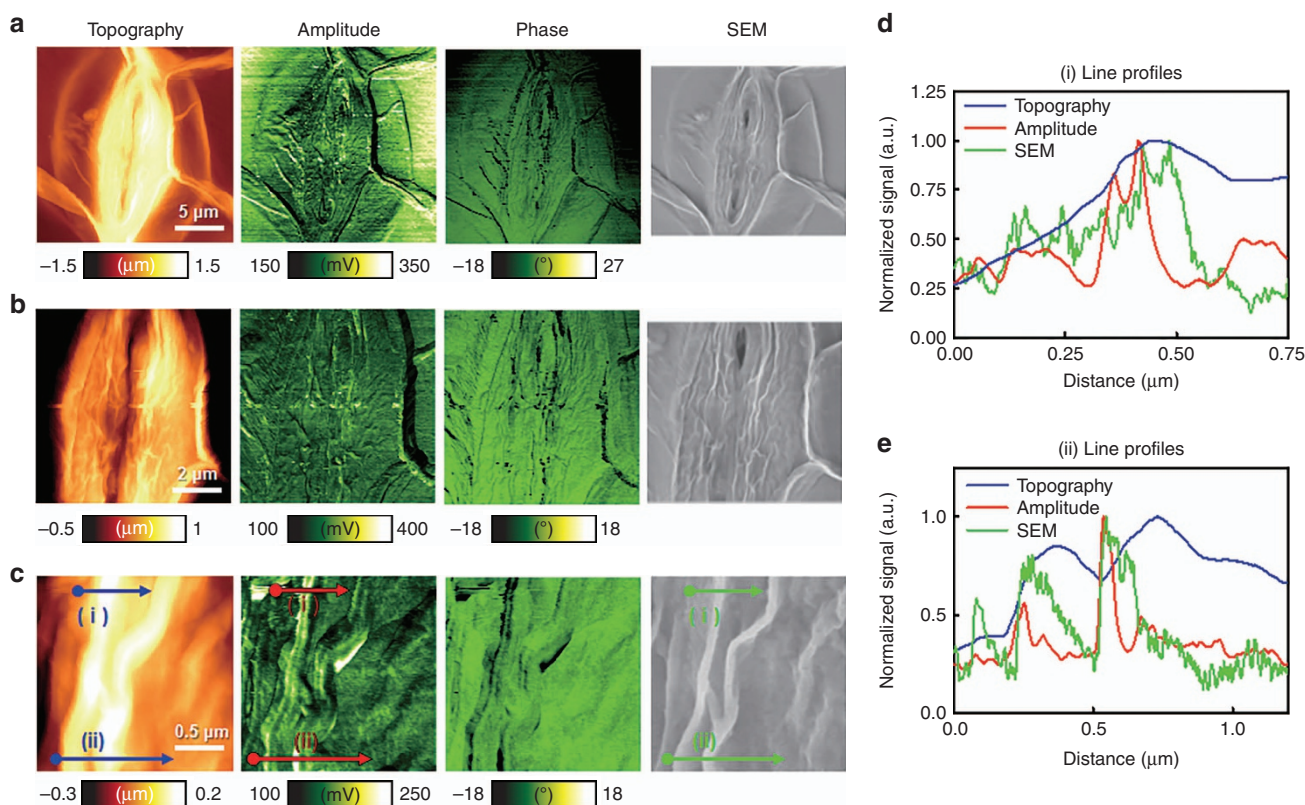 a
Topography
Amplitude
Phase
SEM
5 μm
–1.5 (μm) 1.5
150 (mV) 350
–18 (°) 27
b
2 μm
–0.5 (μm) 1
100 (mV) 400
–18 (°) 18
c
(i)
(ii)
0.5 μm
(i)
(ii)
(i)
(ii)
–0.3 (μm) 0.2
100 (mV) 250
–18 (°) 18
d
(i) Line profiles
Topography
Amplitude
SEM
Normalized signal (a.u.)
1.25
1.00
0.75
0.50
0.25
0.00
0.00 0.25 0.50 0.75
Distance (μm)
e
(ii) Line profiles
Topography
Amplitude
SEM
Normalized signal (a.u.)
1.0
0.5
0.0
0.0 0.5 1.0
Distance (μm)